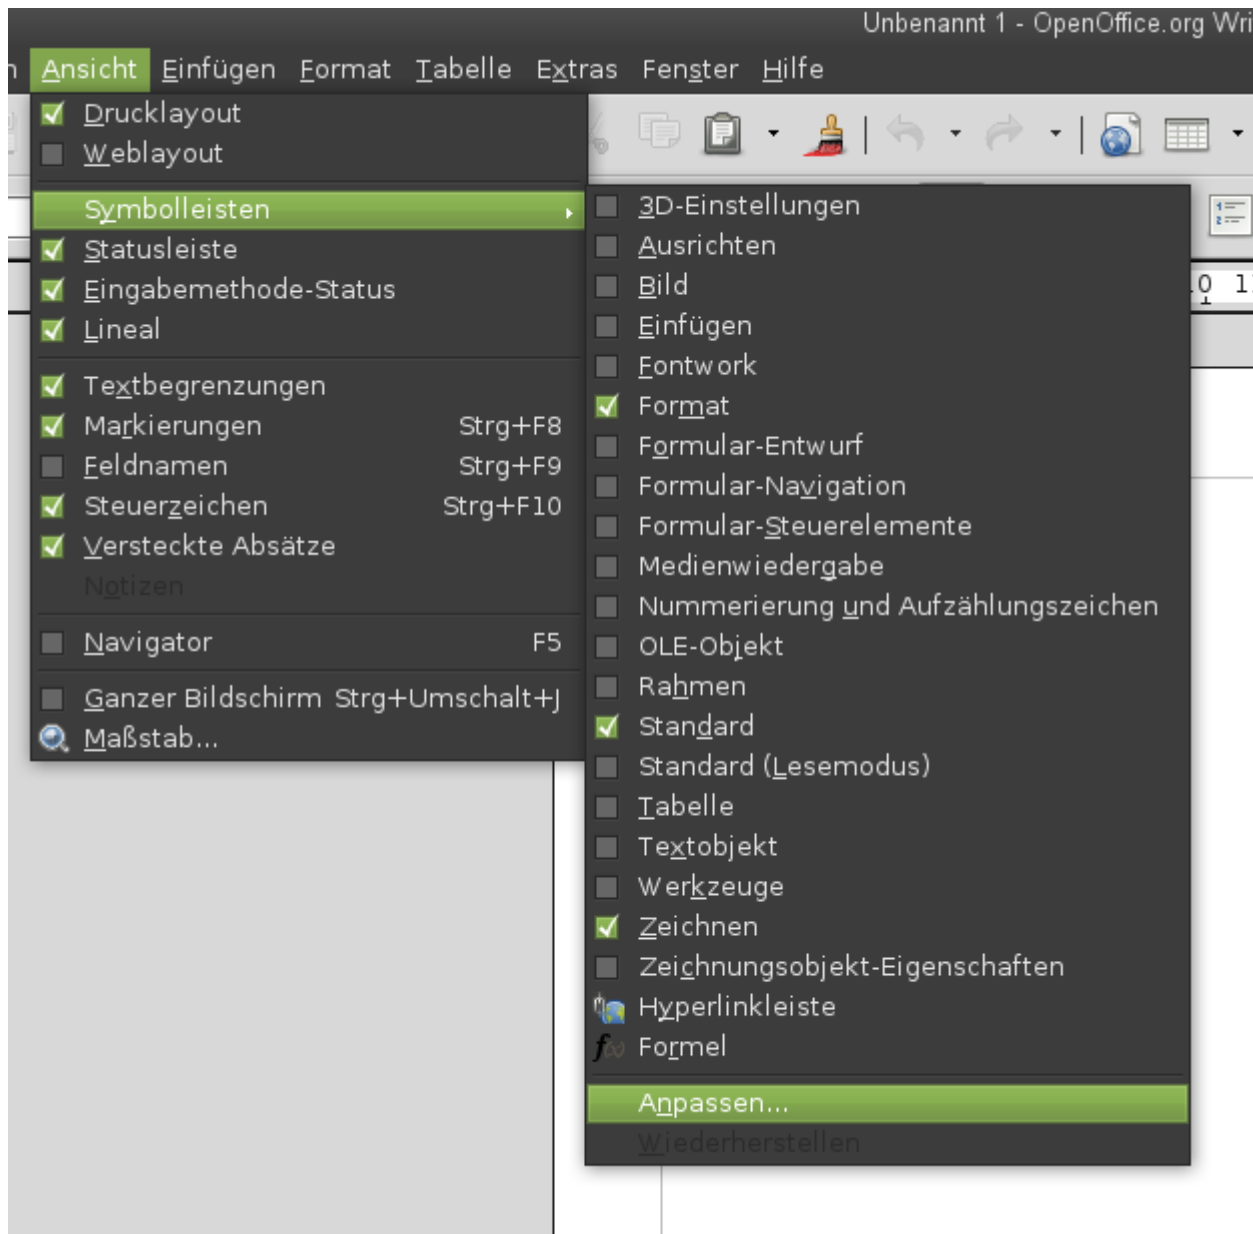 Unbenannt 1 - OpenOffice.org Wri
Ansicht Einfügen Format Tabelle Extras Fenster Hilfe
Drucklayout
Weblayout
Symbolleisten
Statusleiste
Eingabemethode-Status
Lineal
Textbegrenzungen
Markierungen Strg+F8
Feldnamen Strg+F9
Steuerzeichen Strg+F10
Versteckte Absätze
Notizen
Navigator F5
Ganzer Bildschirm Strg+Umschalt+J
Maßstab...
3D-Einstellungen
Ausrichten
Bild
Einfügen
Fontwork
Format
Formular-Entwurf
Formular-Navigation
Formular-Steuerelemente
Medienwiedergabe
Nummerierung und Aufzählungszeichen
OLE-Objekt
Rahmen
Standard
Standard (Lesemodus)
Tabelle
Textobjekt
Werkzeuge
Zeichnen
Zeichnungsobjekt-Eigenschaften
Hyperlinkleiste
Formel
Anpassen...
Wiederherstellen